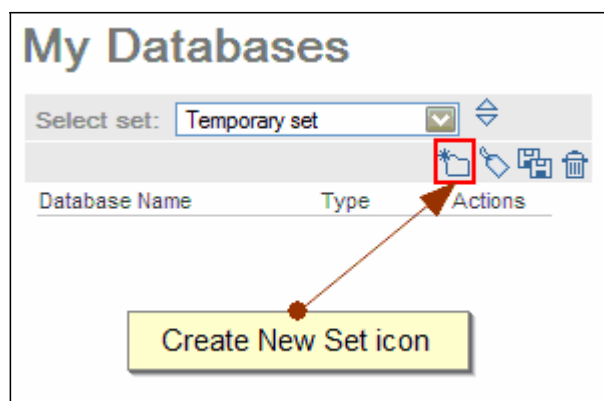 My Databases
Select set: Temporary set
Database Name Type Actions
Create New Set icon